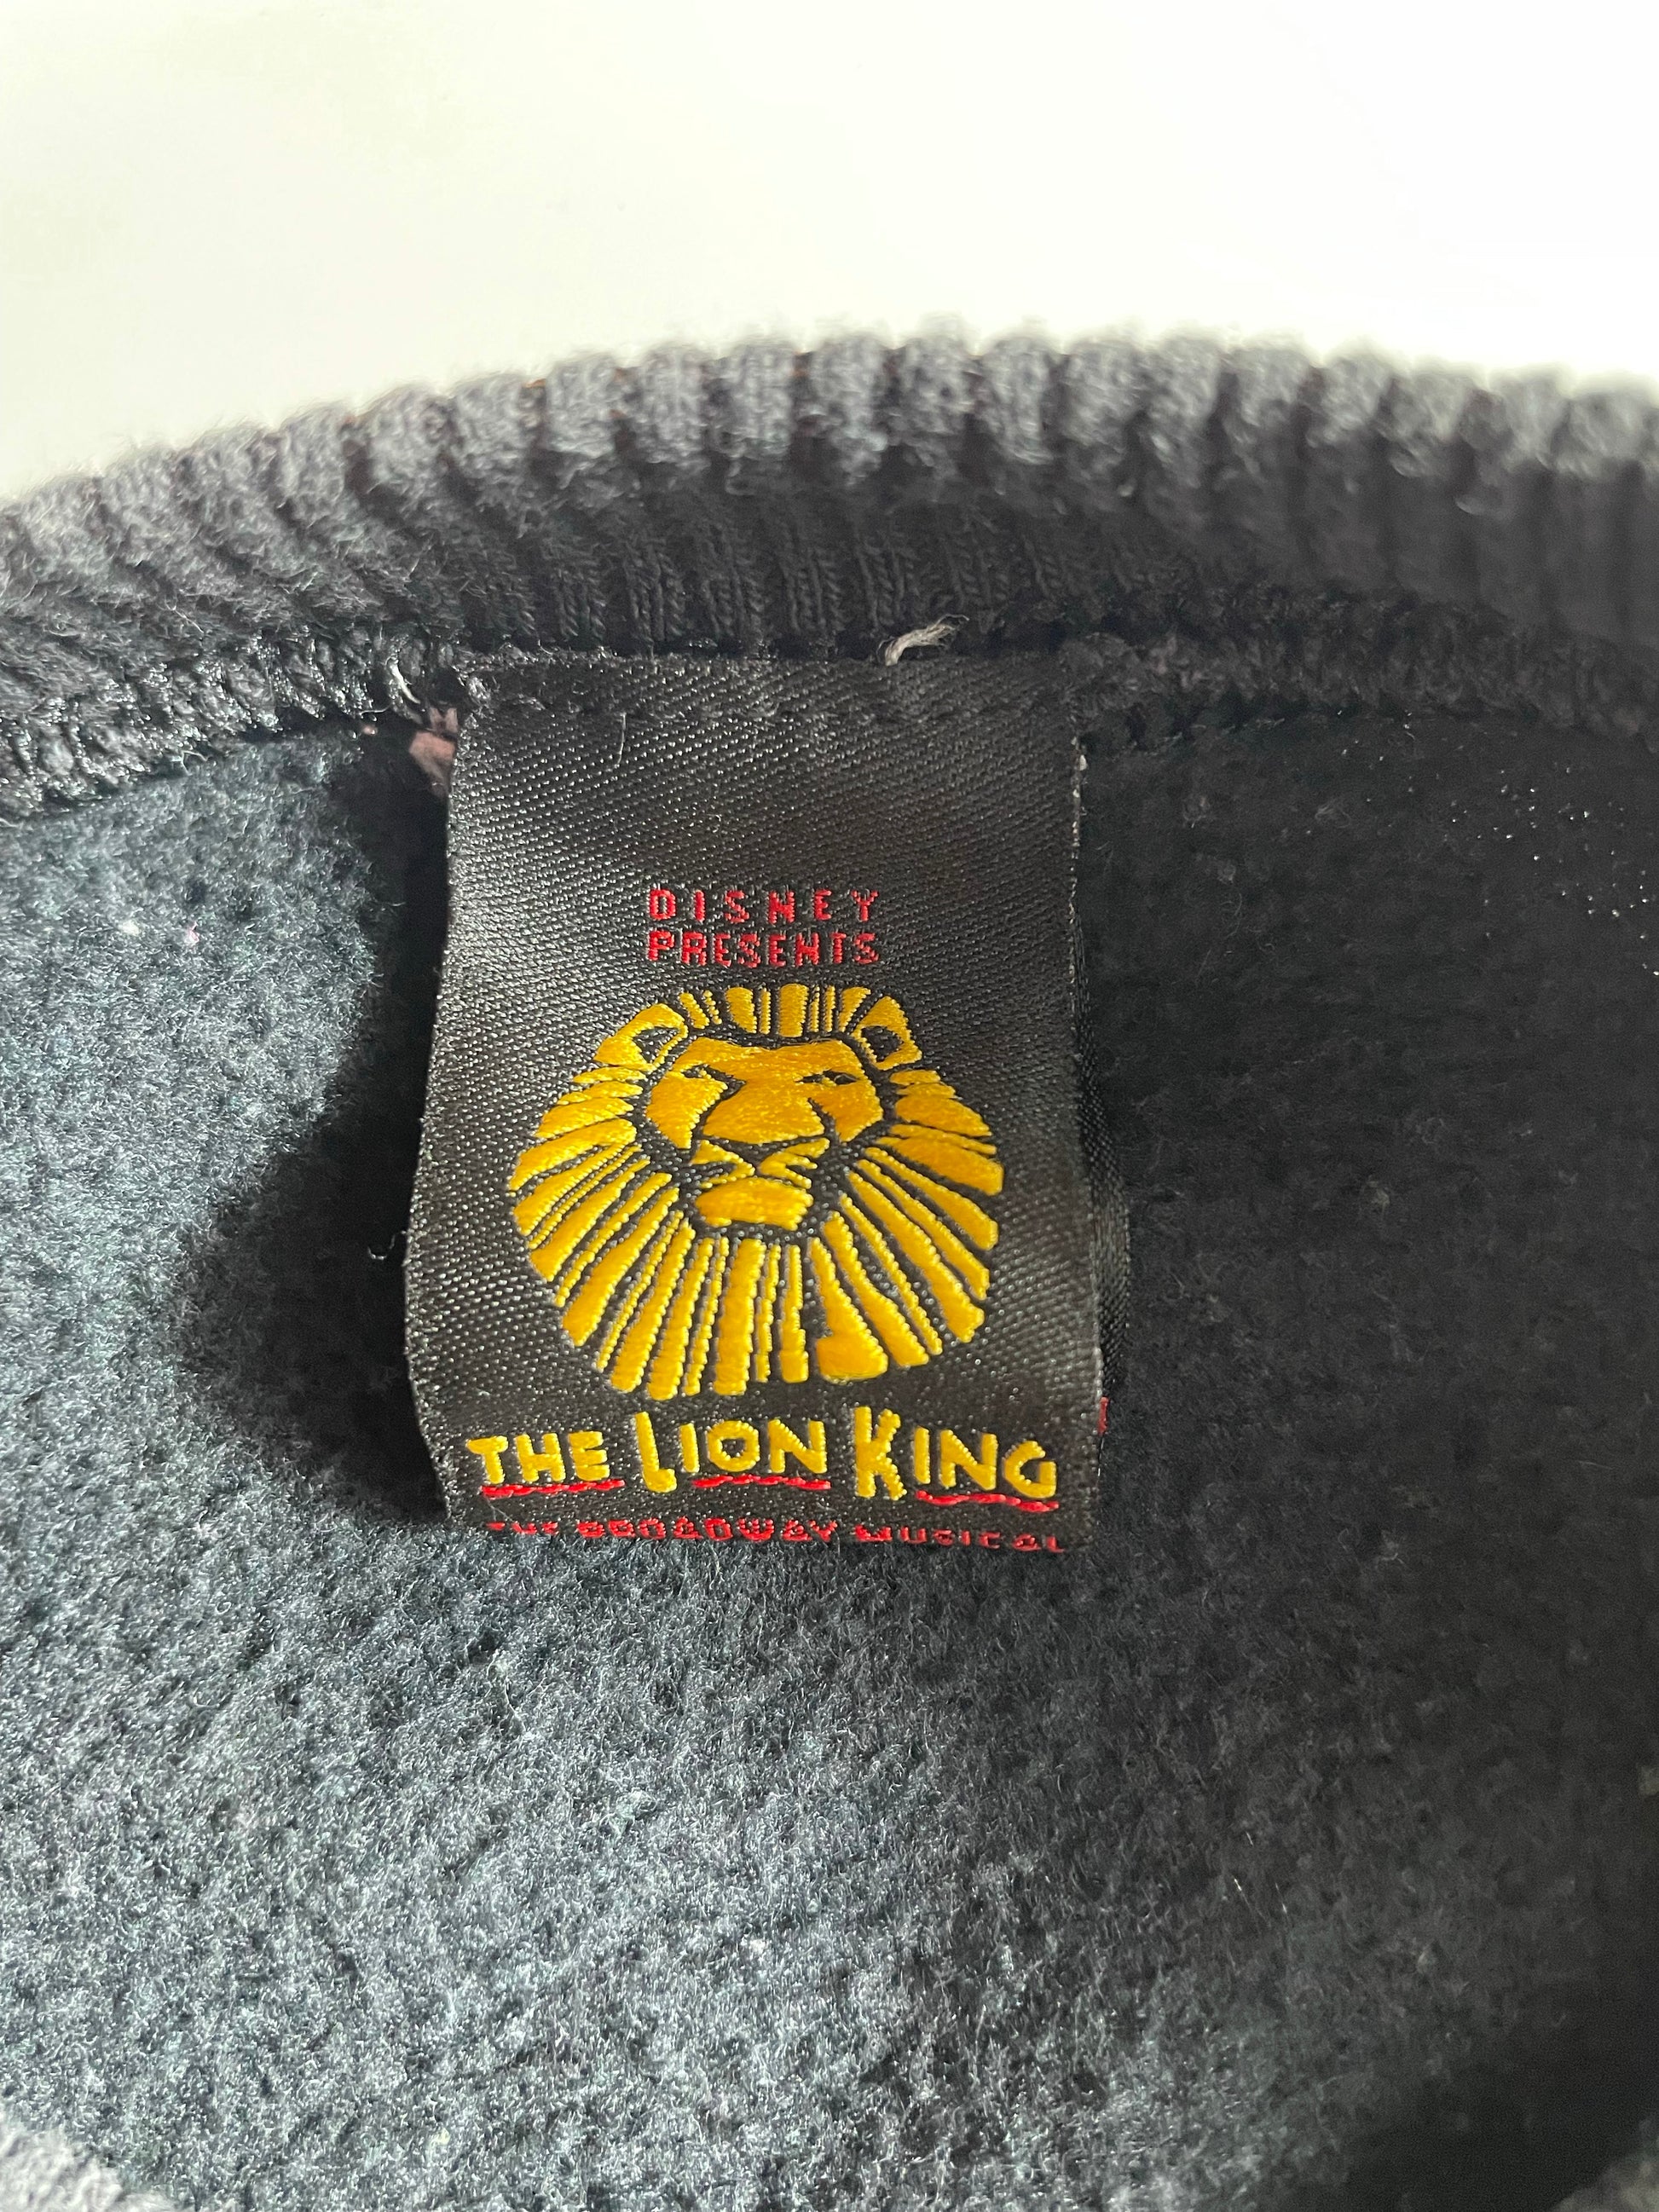 DISNEY
PRESENTS
THE LION KING
THE BROADWAY MUSICAL